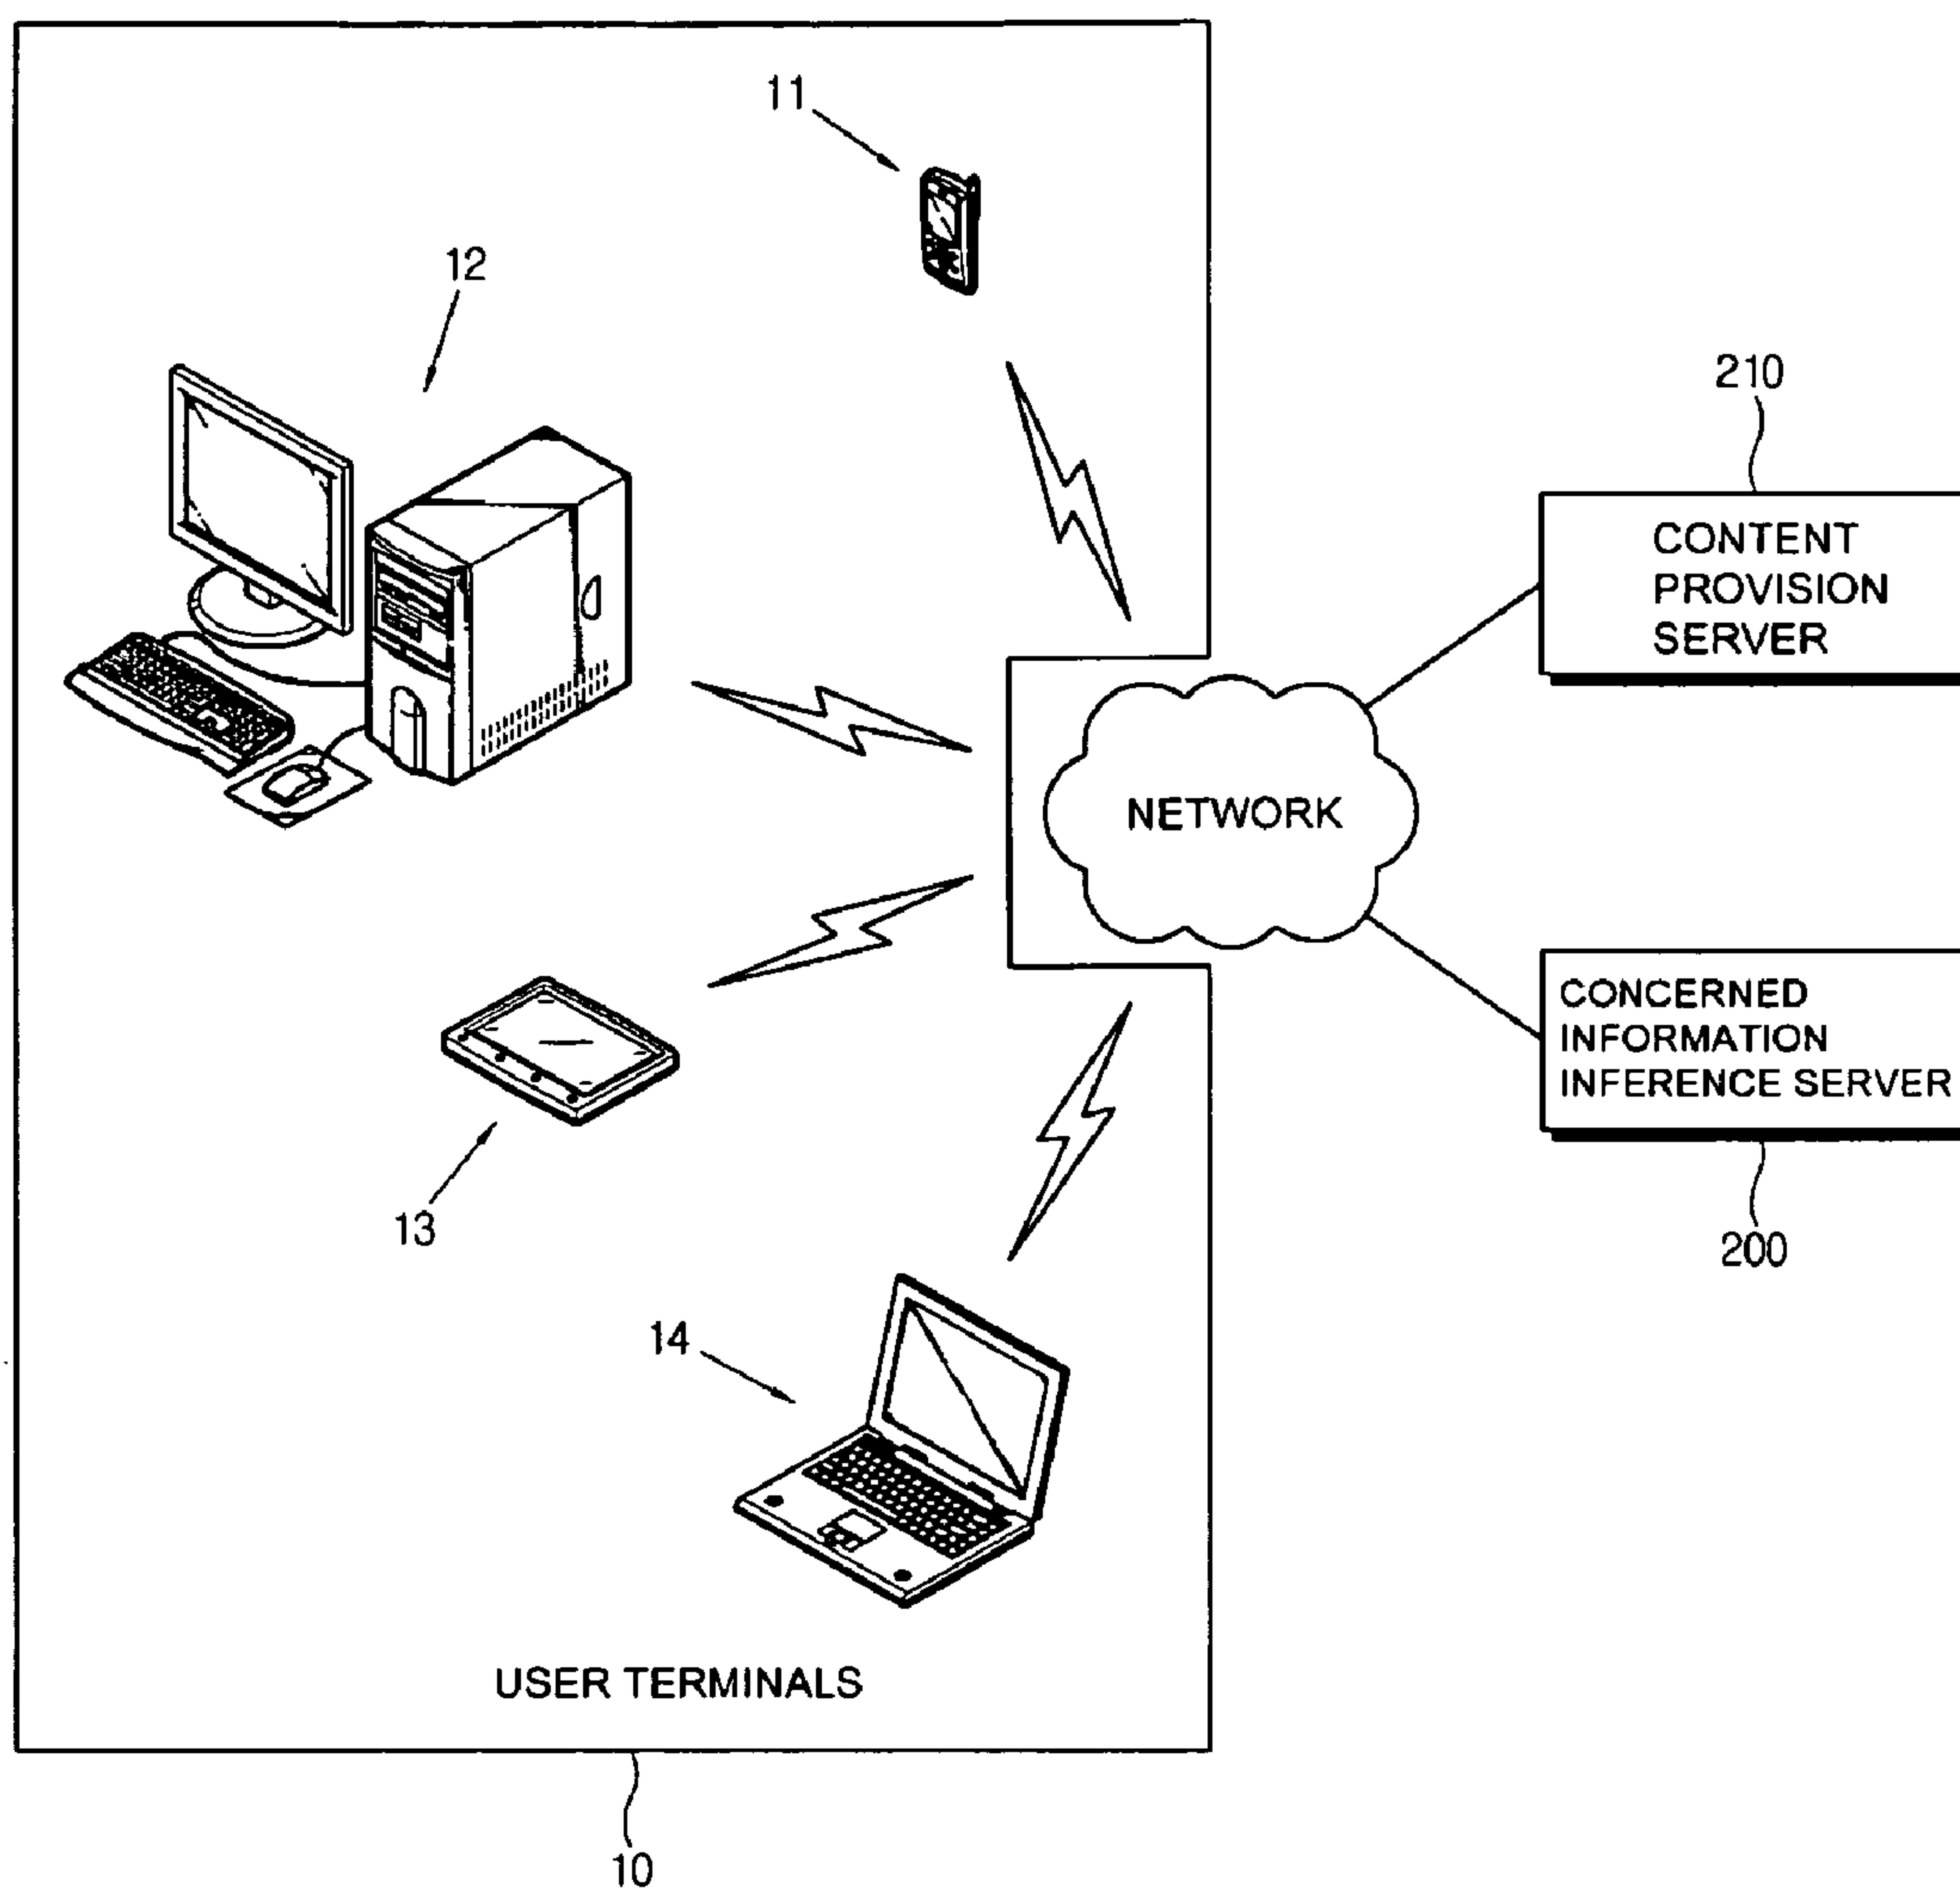 11
12
210
CONTENT
PROVISION
SERVER
NETWORK
CONCERNED
INFORMATION
INFERENCE SERVER
13
200
14
USER TERMINALS
10